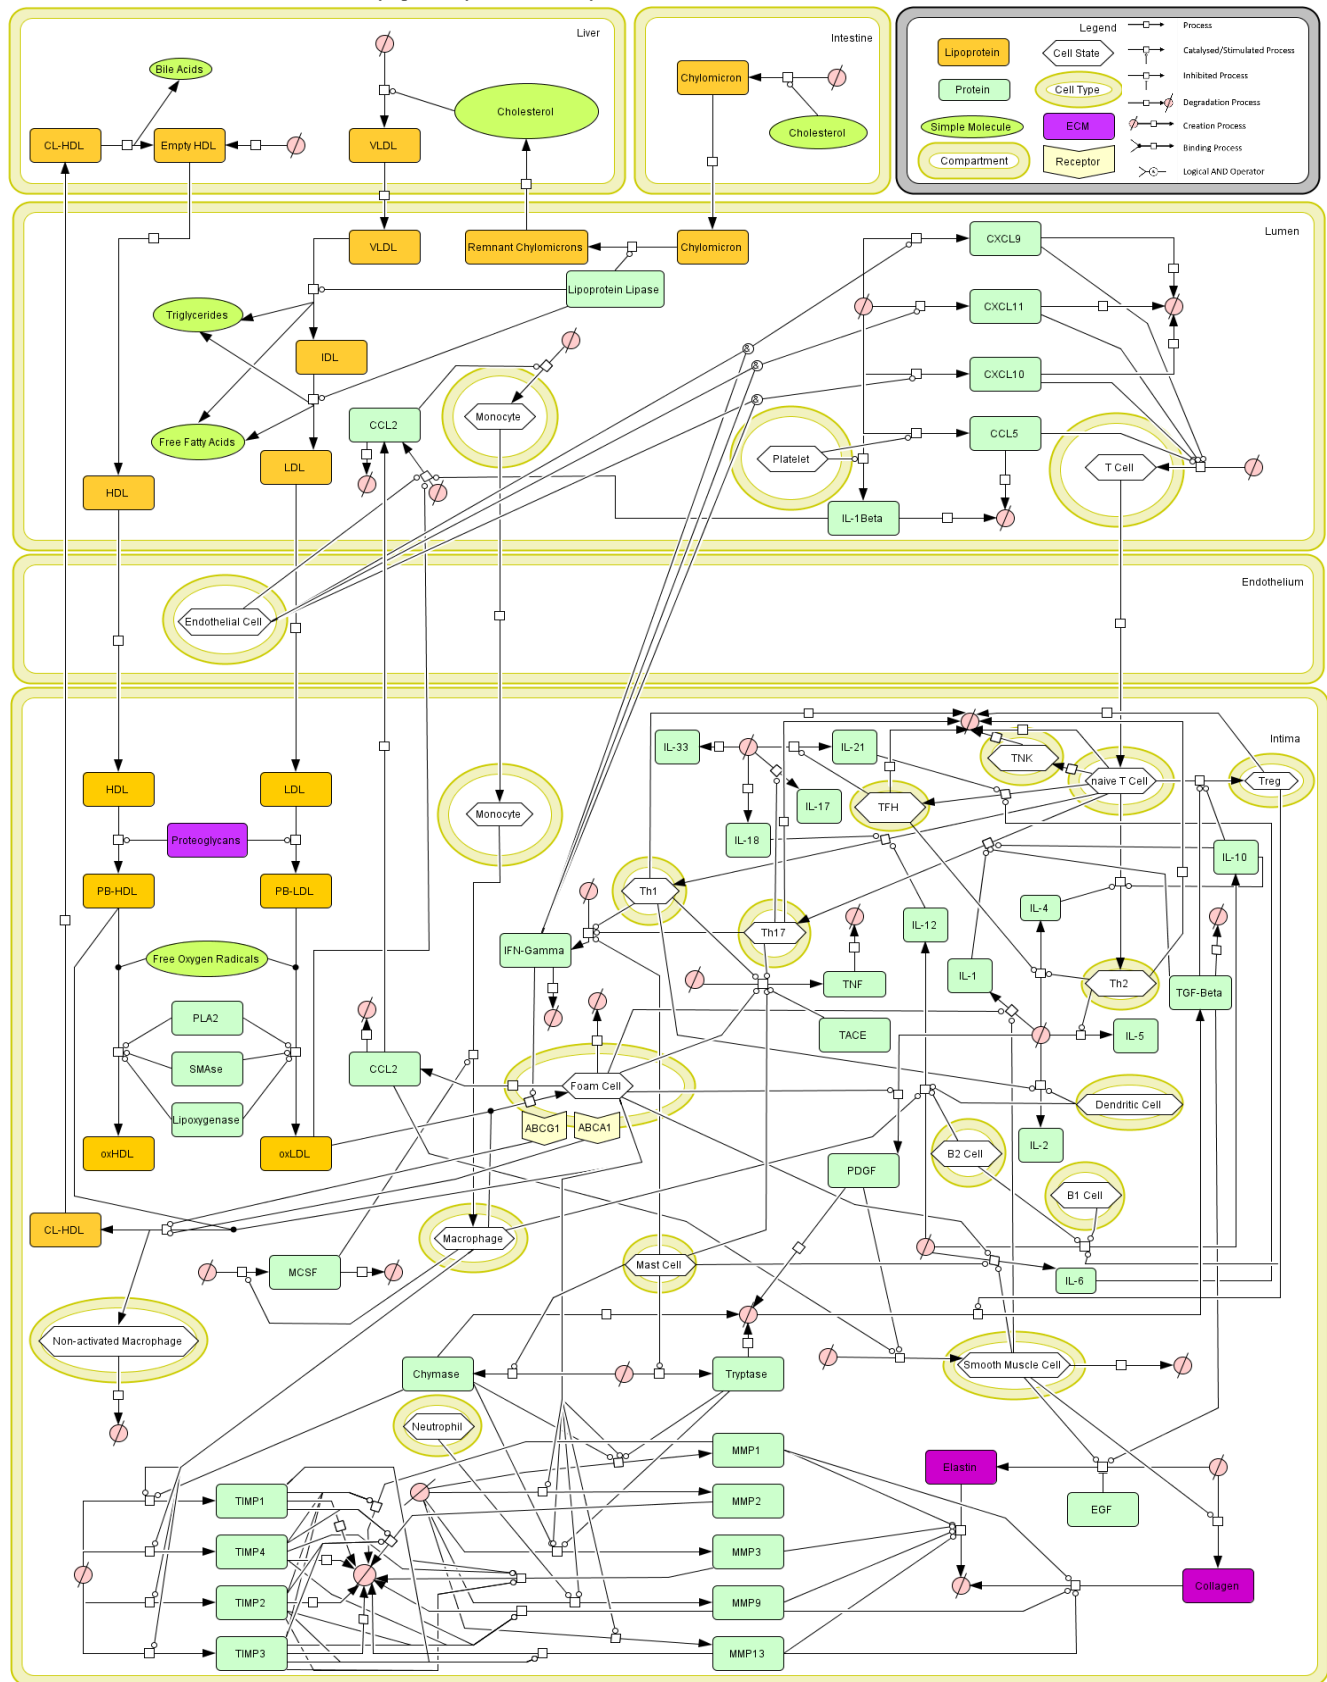 Liver
Bile Acids
CL-HDL
Empty HDL
VLDL
Cholesterol
Intestine
Chylomicron
Cholesterol
Legend
Lipoprotein
Cell State
Protein
Cell Type
Simple Molecule
ECM
Compartment
Receptor
Process
Catalysed/Stimulated Process
Inhibited Process
Degradation Process
Creation Process
Binding Process
Logical AND Operator
&
Lumen
VLDL
Remnant Chylomicrons
Chylomicron
CXCL9
Lipoprotein Lipase
Triglycerides
CXCL11
IDL
&
&
CXCL10
&
Monocyte
CCL2
Free Fatty Acids
CCL5
Platelet
LDL
T Cell
HDL
IL-1Beta
Endothelium
Endothelial Cell
Intima
IL-33
IL-21
TNK
naive T Cell
Treg
HDL
LDL
IL-17
TFH
Monocyte
Proteoglycans
IL-18
IL-10
PB-HDL
PB-LDL
Th1
IL-4
IL-12
Th17
IFN-Gamma
Free Oxygen Radicals
IL-1
Th2
TNF
TGF-Beta
PLA2
TACE
IL-5
SMAse
CCL2
Foam Cell
Dendritic Cell
Lipoxygenase
ABCG1
ABCA1
oxHDL
oxLDL
B2 Cell
IL-2
PDGF
B1 Cell
CL-HDL
Macrophage
MCSF
Mast Cell
IL-6
Non-activated Macrophage
Smooth Muscle Cell
Chymase
Tryptase
Neutrophil
MMP1
Elastin
TIMP1
MMP2
EGF
TIMP4
MMP3
Collagen
TIMP2
MMP9
TIMP3
MMP13